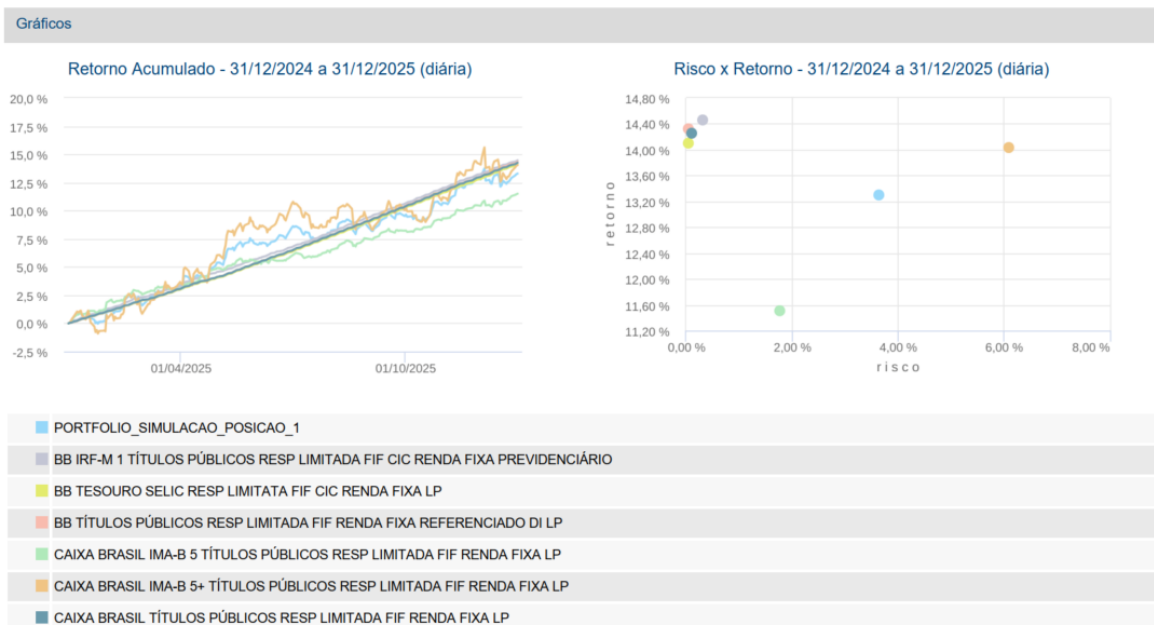 Gráficos
Retorno Acumulado - 31/12/2024 a 31/12/2025 (diária)
20,0 %
17,5 %
15,0 %
12,5 %
10,0 %
7,5 %
5,0 %
2,5 %
0,0 %
-2,5 %
01/04/2025
01/10/2025
Risco x Retorno - 31/12/2024 a 31/12/2025 (diária)
retorno
14,80 %
14,40 %
14,00 %
13,60 %
13,20 %
12,80 %
12,40 %
12,00 %
11,60 %
11,20 %
0,00 %
2,00 %
4,00 %
6,00 %
8,00 %
risco
PORTFOLIO_SIMULACAO_POSICAO_1
BB IRF-M 1 TÍTULOS PÚBLICOS RESP LIMITADA FIF CIC RENDA FIXA PREVIDENCIÁRIO
BB TESOURO SELIC RESP LIMITATA FIF CIC RENDA FIXA LP
BB TÍTULOS PÚBLICOS RESP LIMITADA FIF RENDA FIXA REFERENCIADO DI LP
CAIXA BRASIL IMA-B 5 TÍTULOS PÚBLICOS RESP LIMITADA FIF RENDA FIXA LP
CAIXA BRASIL IMA-B 5+ TÍTULOS PÚBLICOS RESP LIMITADA FIF RENDA FIXA LP
CAIXA BRASIL TÍTULOS PÚBLICOS RESP LIMITADA FIF RENDA FIXA LP